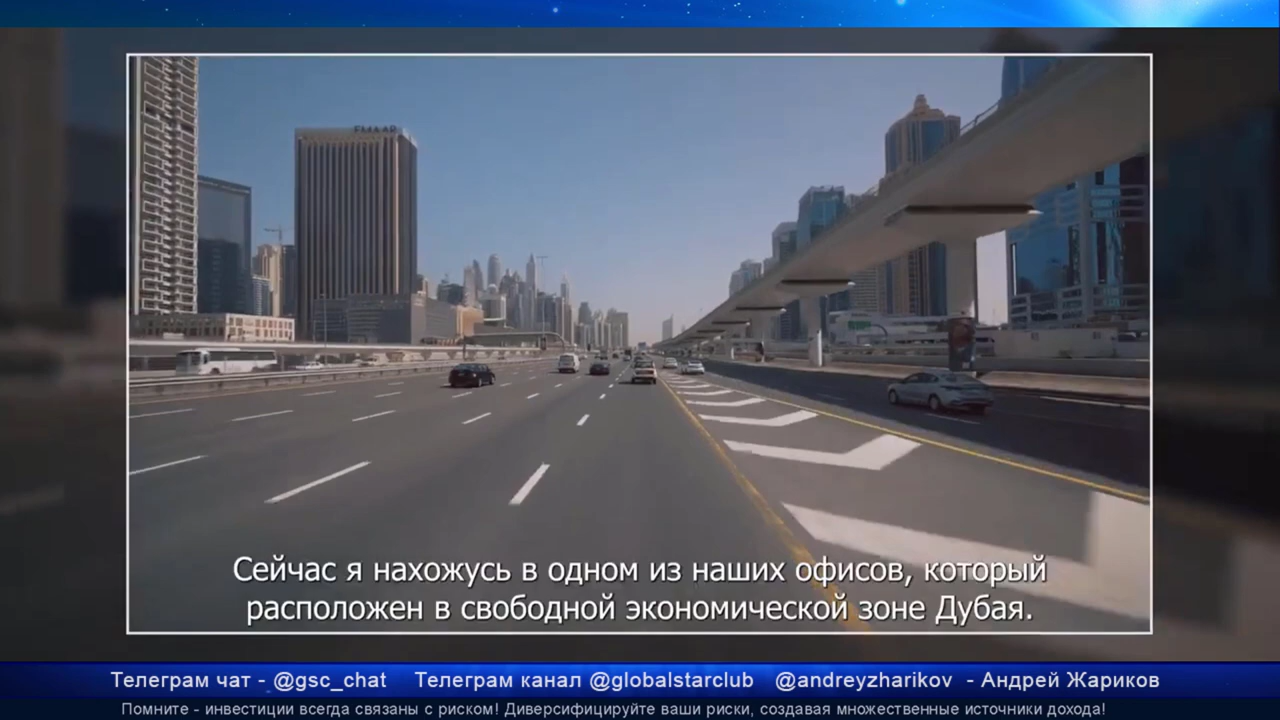 EMAAR
Сейчас я нахожусь в одном из наших офисов, который
расположен в свободной экономической зоне Дубая.
Телеграм чат - @gsc_chat Телеграм канал @globalstarclub @andreyzharikov - Андрей Жариков
Помните - инвестиции всегда связаны с риском! Диверсифицируйте ваши риски, создавая множественные источники дохода!